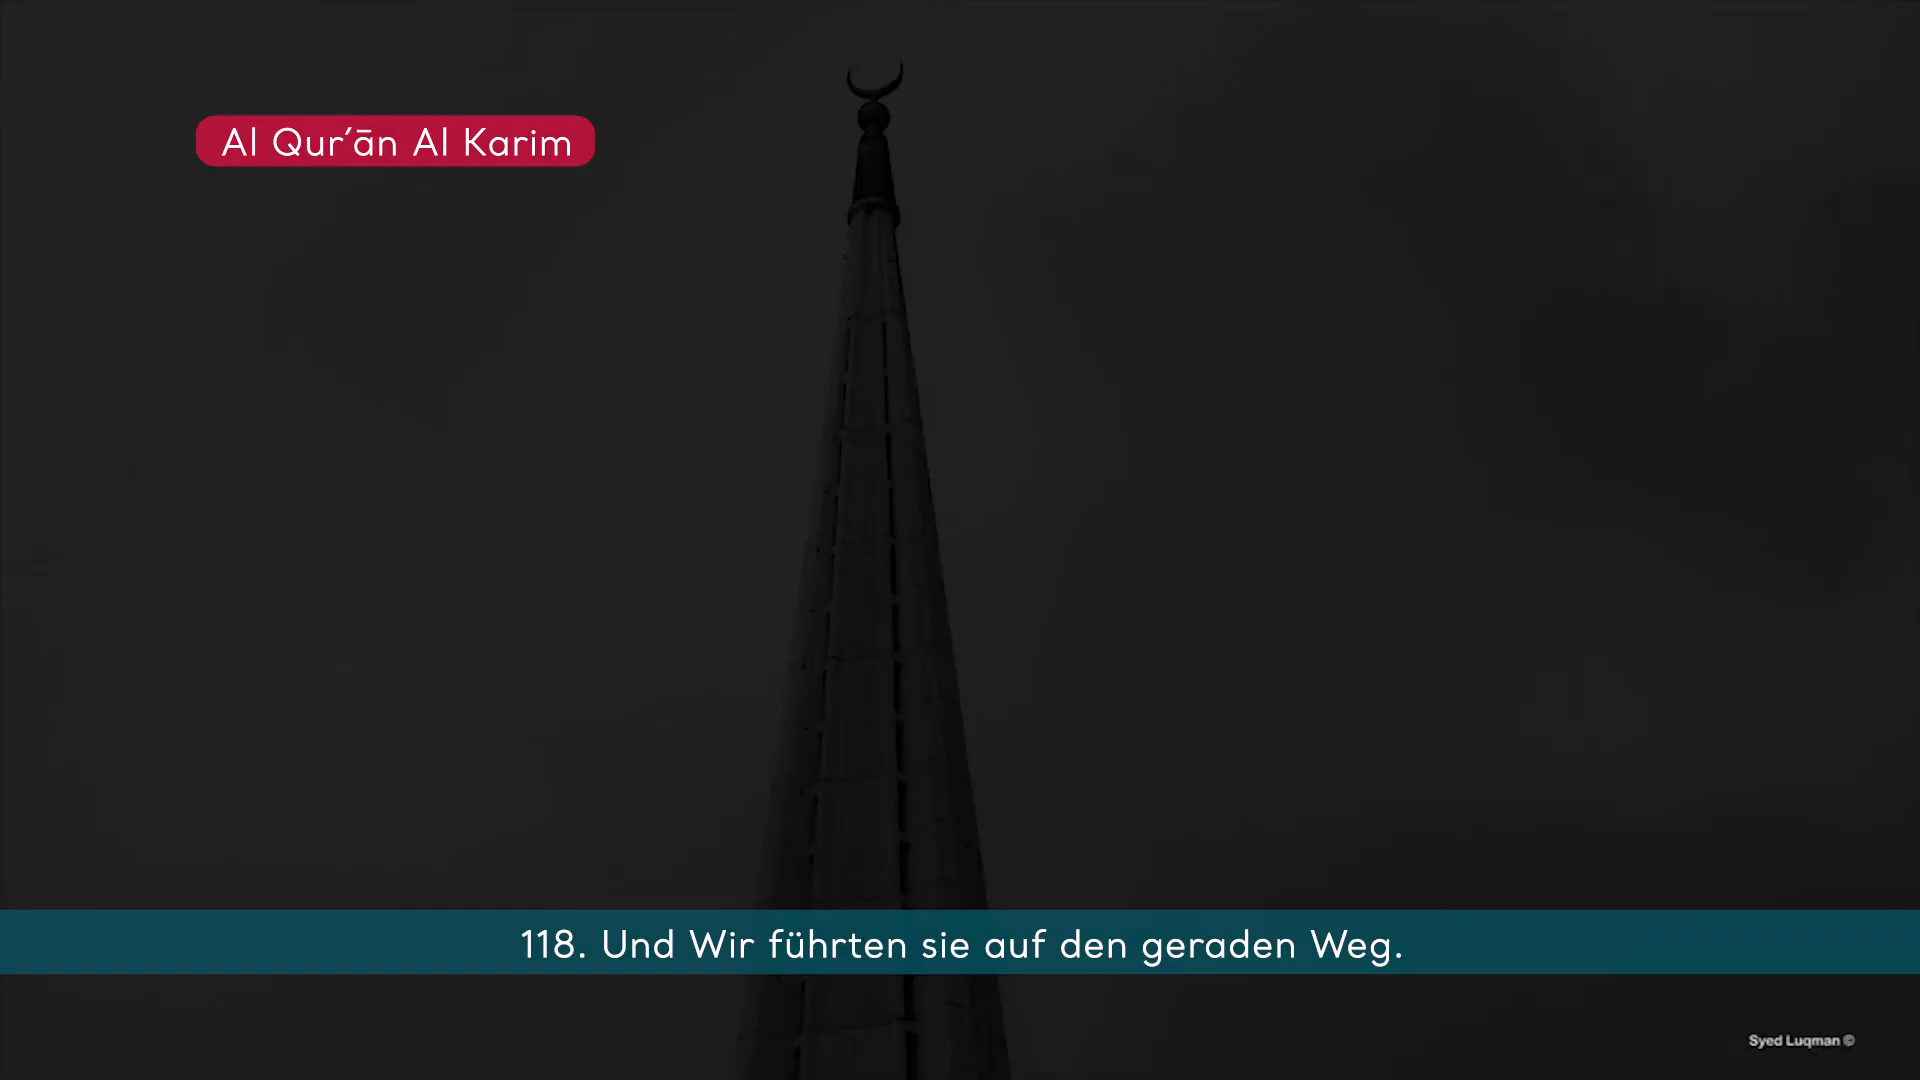 Al Qur’ān Al Karim
118. Und Wir führten sie auf den geraden Weg.
Syed Luqman ©